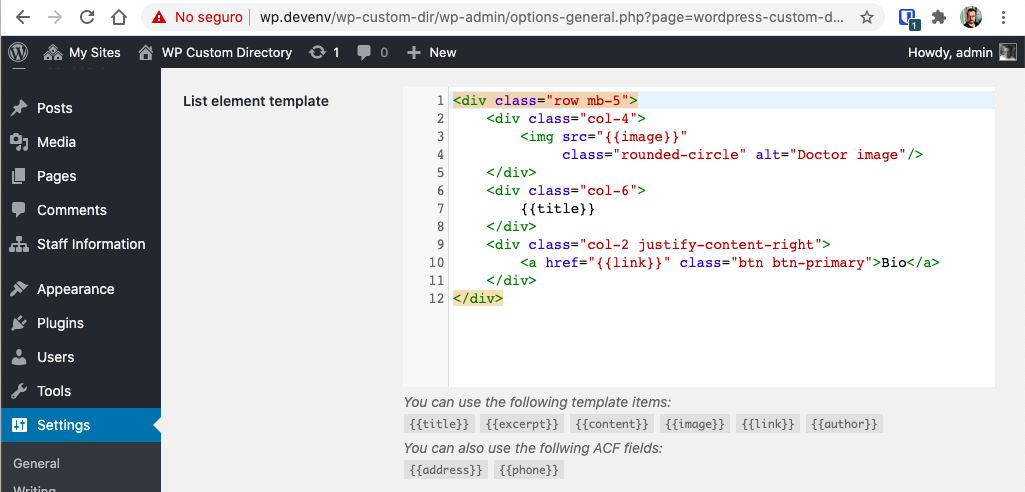 No seguro wp.devenv/wp-custom-dir/wp-admin/options-general.php?page=wordpress-custom-d... 1
My Sites WP Custom Directory 1 0 New Howdy, admin
Posts
Media
Pages
Comments
Staff Information
Appearance
Plugins
Users
Tools
Settings
General
Writing
List element template
1 <div class="row mb-5">
2     <div class="col-4">
3         <img src="{{image}}"
4              class="rounded-circle" alt="Doctor image"/>
5     </div>
6     <div class="col-6">
7         {{title}}
8     </div>
9     <div class="col-2 justify-content-right">
10         <a href="{{link}}" class="btn btn-primary">Bio</a>
11     </div>
12 </div>
You can use the following template items:
{{title}} {{excerpt}} {{content}} {{image}} {{link}} {{author}}
You can also use the follwing ACF fields:
{{address}} {{phone}}